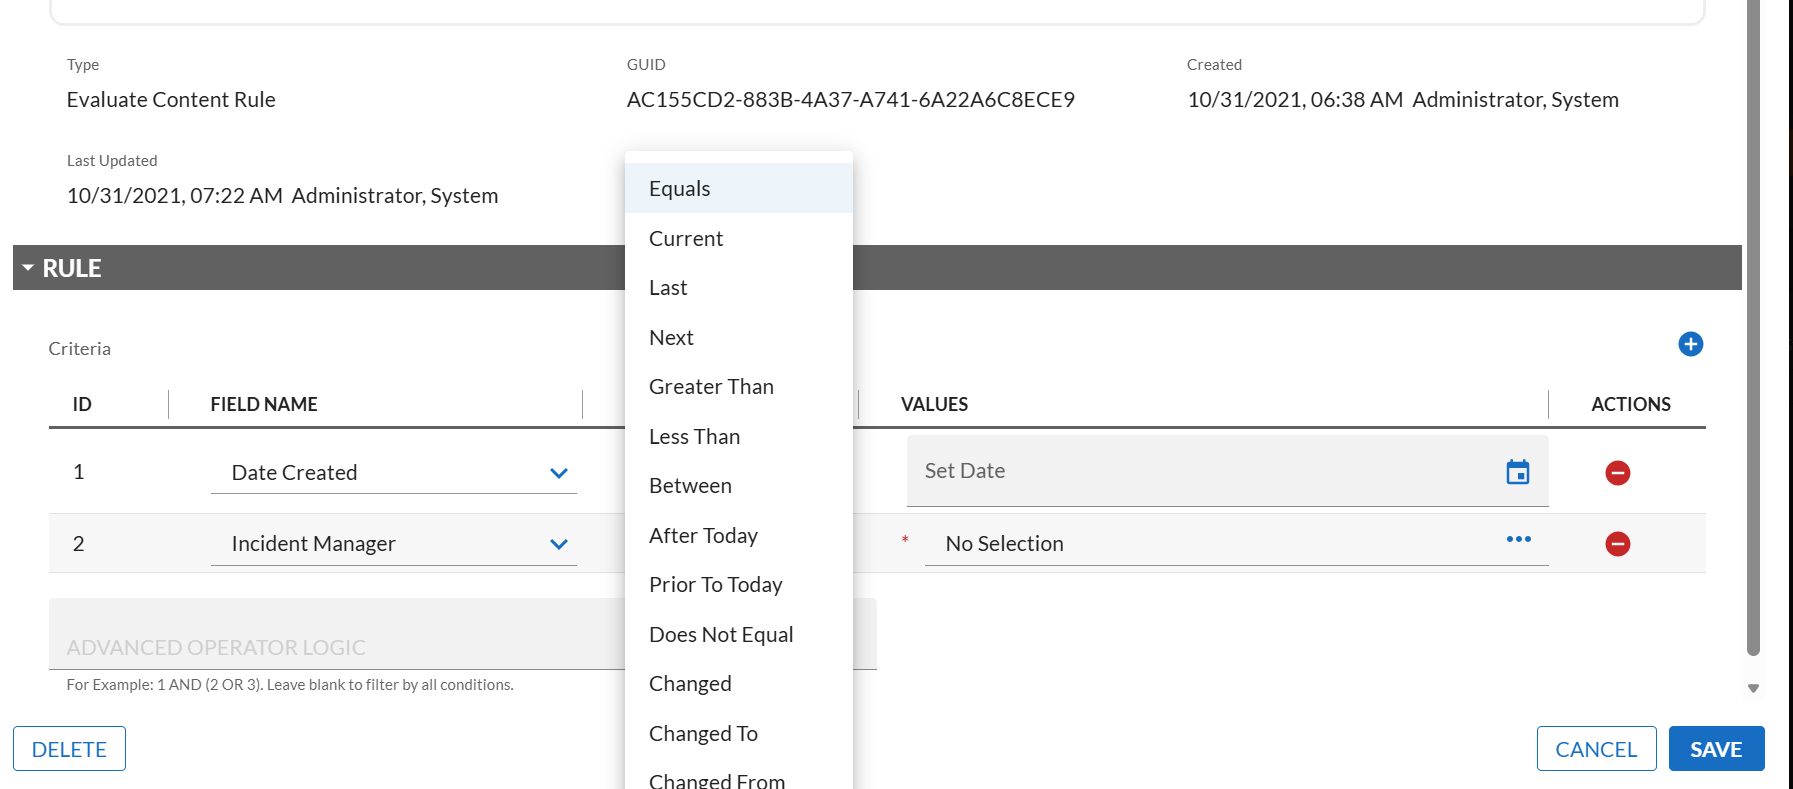 Type
Evaluate Content Rule
GUID
AC155CD2-883B-4A37-A741-6A22A6C8ECE9
Created
10/31/2021, 06:38 AM Administrator, System
Last Updated
10/31/2021, 07:22 AM Administrator, System
RULE
Criteria
ID
FIELD NAME
VALUES
ACTIONS
1
Date Created
Set Date
2
Incident Manager
* No Selection
ADVANCED OPERATOR LOGIC
For Example: 1 AND (2 OR 3). Leave blank to filter by all conditions.
Equals
Current
Last
Next
Greater Than
Less Than
Between
After Today
Prior To Today
Does Not Equal
Changed
Changed To
Changed From
DELETE
CANCEL
SAVE